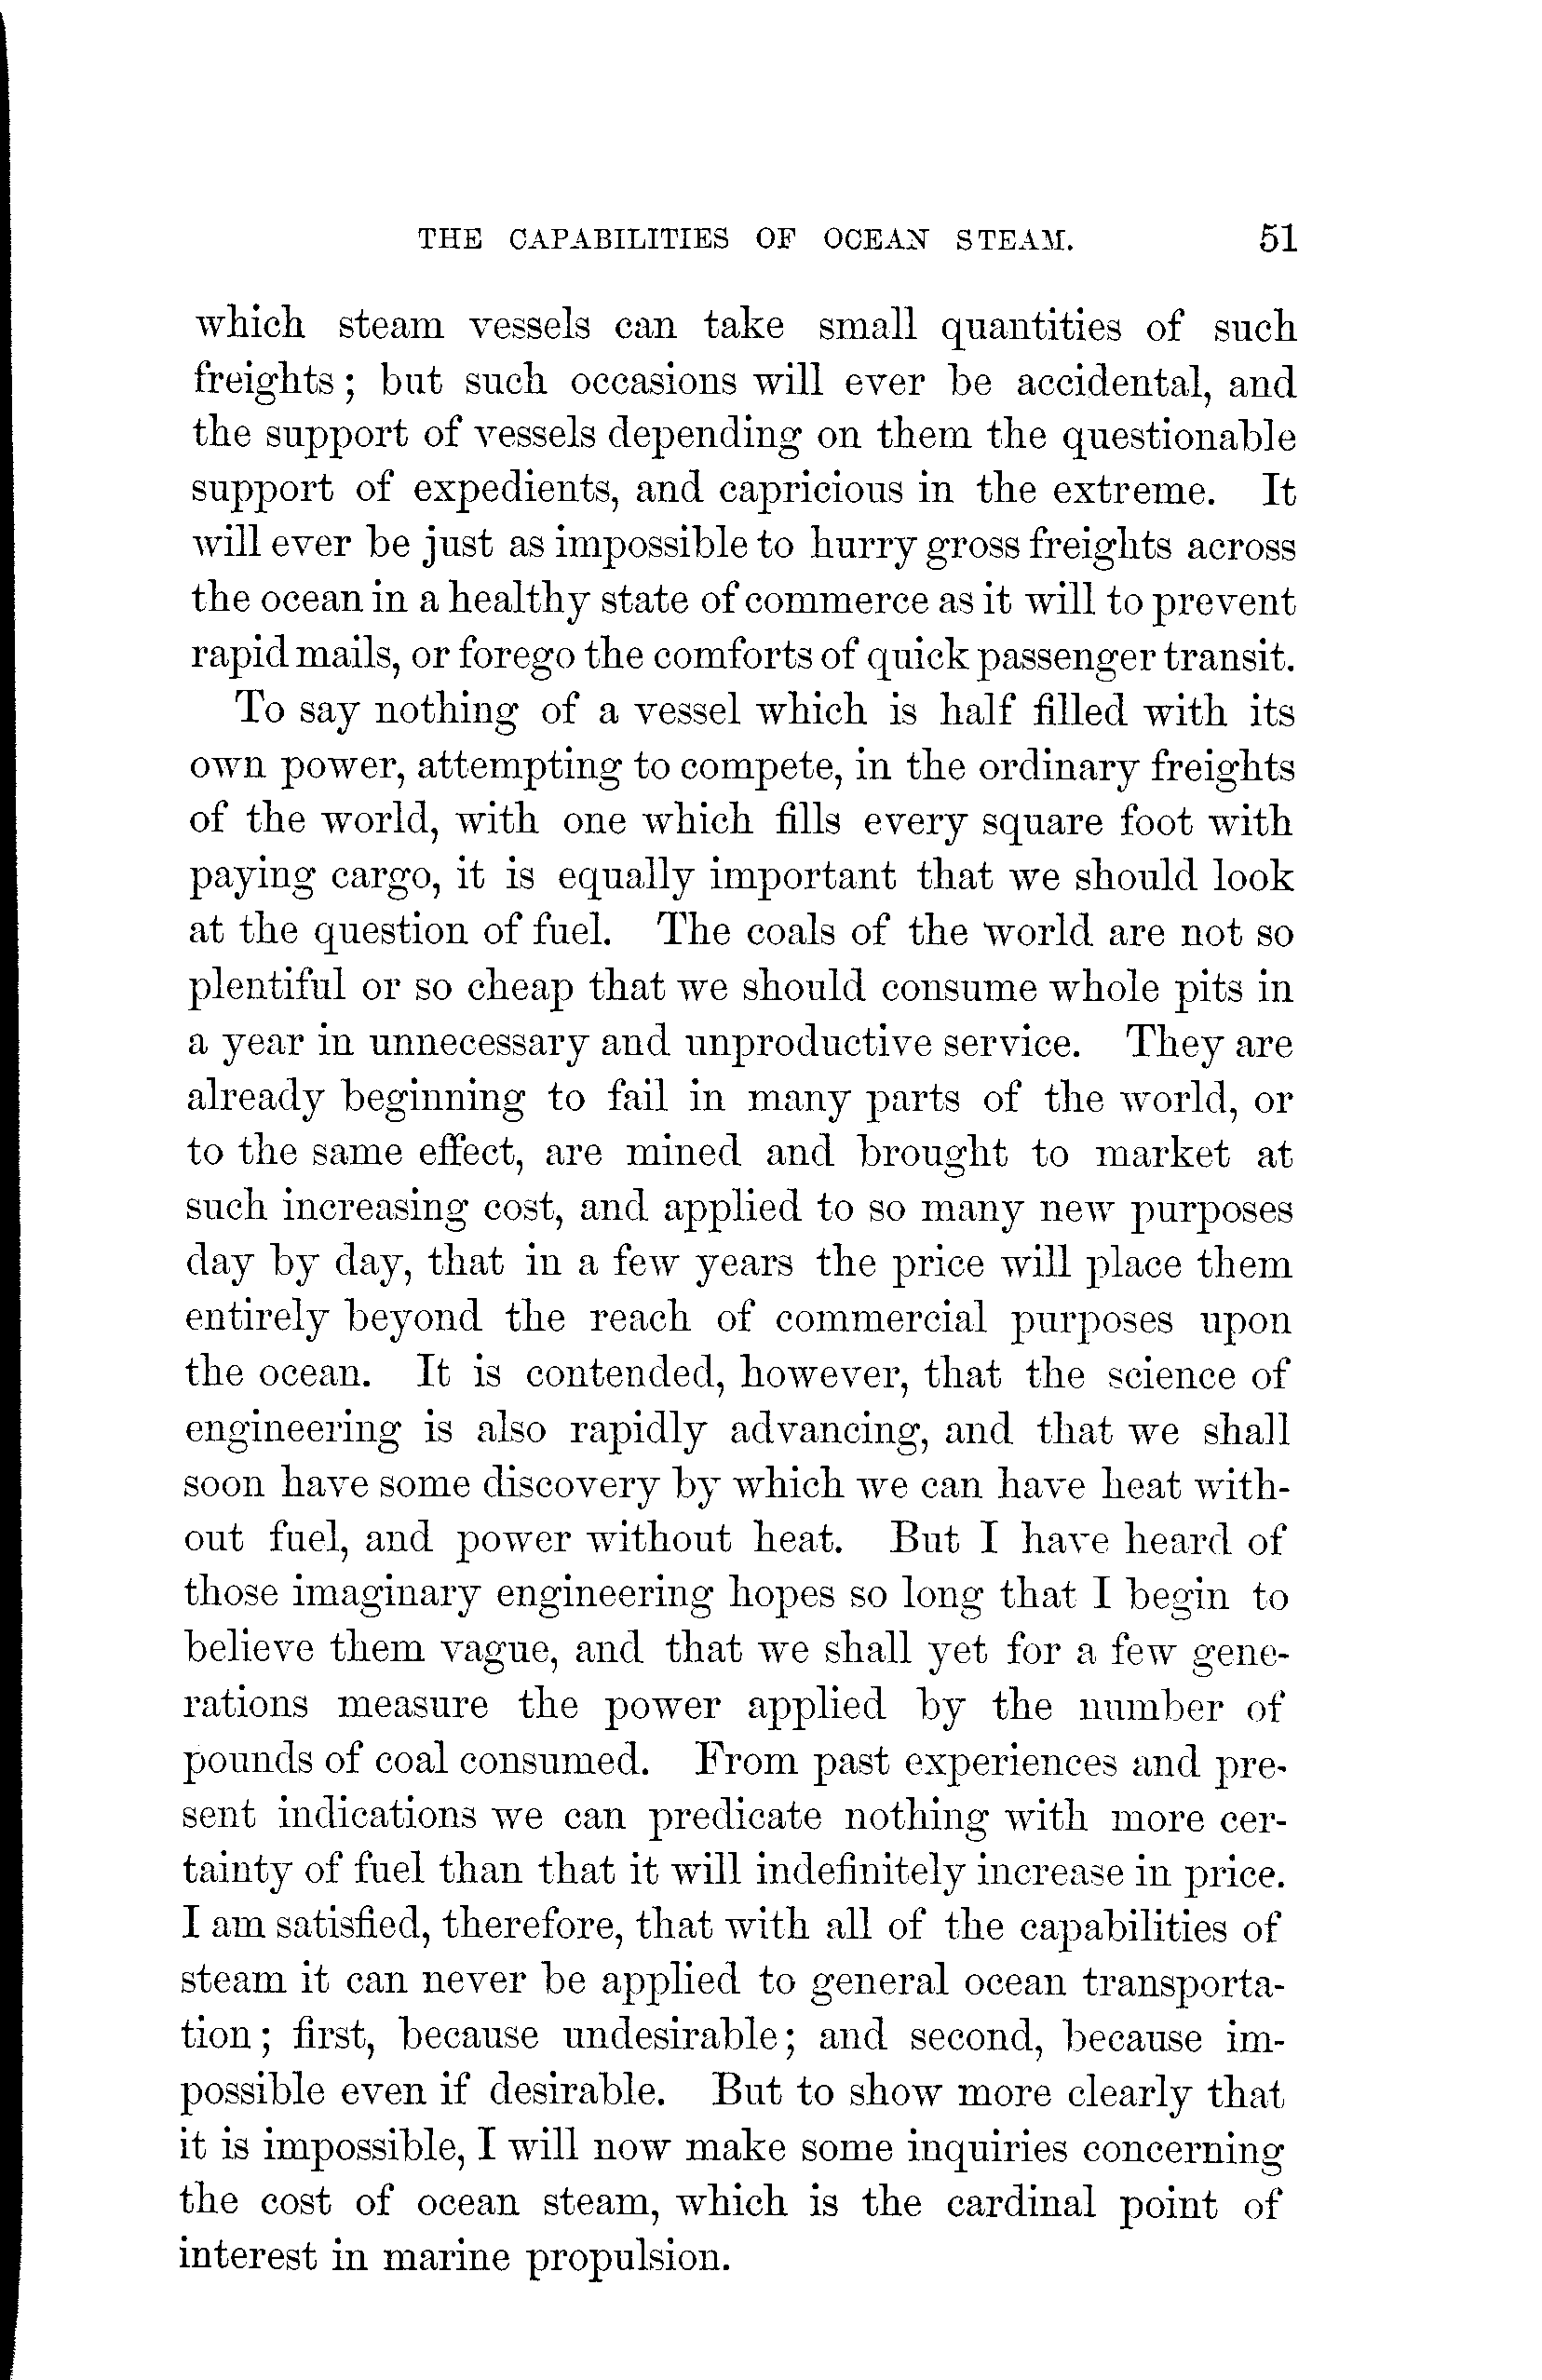 THE CAPABILITIES OF OCEAN STEAM. 51
which steam vessels can take small quantities of such
freights; but such occasions will ever be accidental, and
the support of vessels depending on them the questionable
support of expedients, and capricious in the extreme. It
will ever be just as impossible to hurry gross freights across
the ocean in a healthy state of commerce as it will to prevent
rapid mails, or forego the comforts of quick passenger transit.
To say nothing of a vessel which is half filled with its
own power, attempting to compete, in the ordinary freights
of the world, with one which fills every square foot with
paying cargo, it is equally important that we should look
at the question of fuel. The coals of the world are not so
plentiful or so cheap that we should consume whole pits in
a year in unnecessary and unproductive service. They are
already beginning to fail in many parts of the world, or
to the same effect, are mined and brought to market at
such increasing cost, and applied to so many new purposes
day by day, that in a few years the price will place them
entirely beyond the reach of commercial purposes upon
the ocean. It is contended, however, that the science of
engineering is also rapidly advancing, and that we shall
soon have some discovery by which we can have heat with-
out fuel, and power without heat. But I have heard of
those imaginary engineering hopes so long that I begin to
believe them vague, and that we shall yet for a few gene-
rations measure the power applied by the number of
pounds of coal consumed. From past experiences and pre-
sent indications we can predicate nothing with more cer-
tainty of fuel than that it will indefinitely increase in price.
I am satisfied, therefore, that with all of the capabilities of
steam it can never be applied to general ocean transporta-
tion; first, because undesirable; and second, because im-
possible even if desirable. But to show more clearly that
it is impossible, I will now make some inquiries concerning
the cost of ocean steam, which is the cardinal point of
interest in marine propulsion.